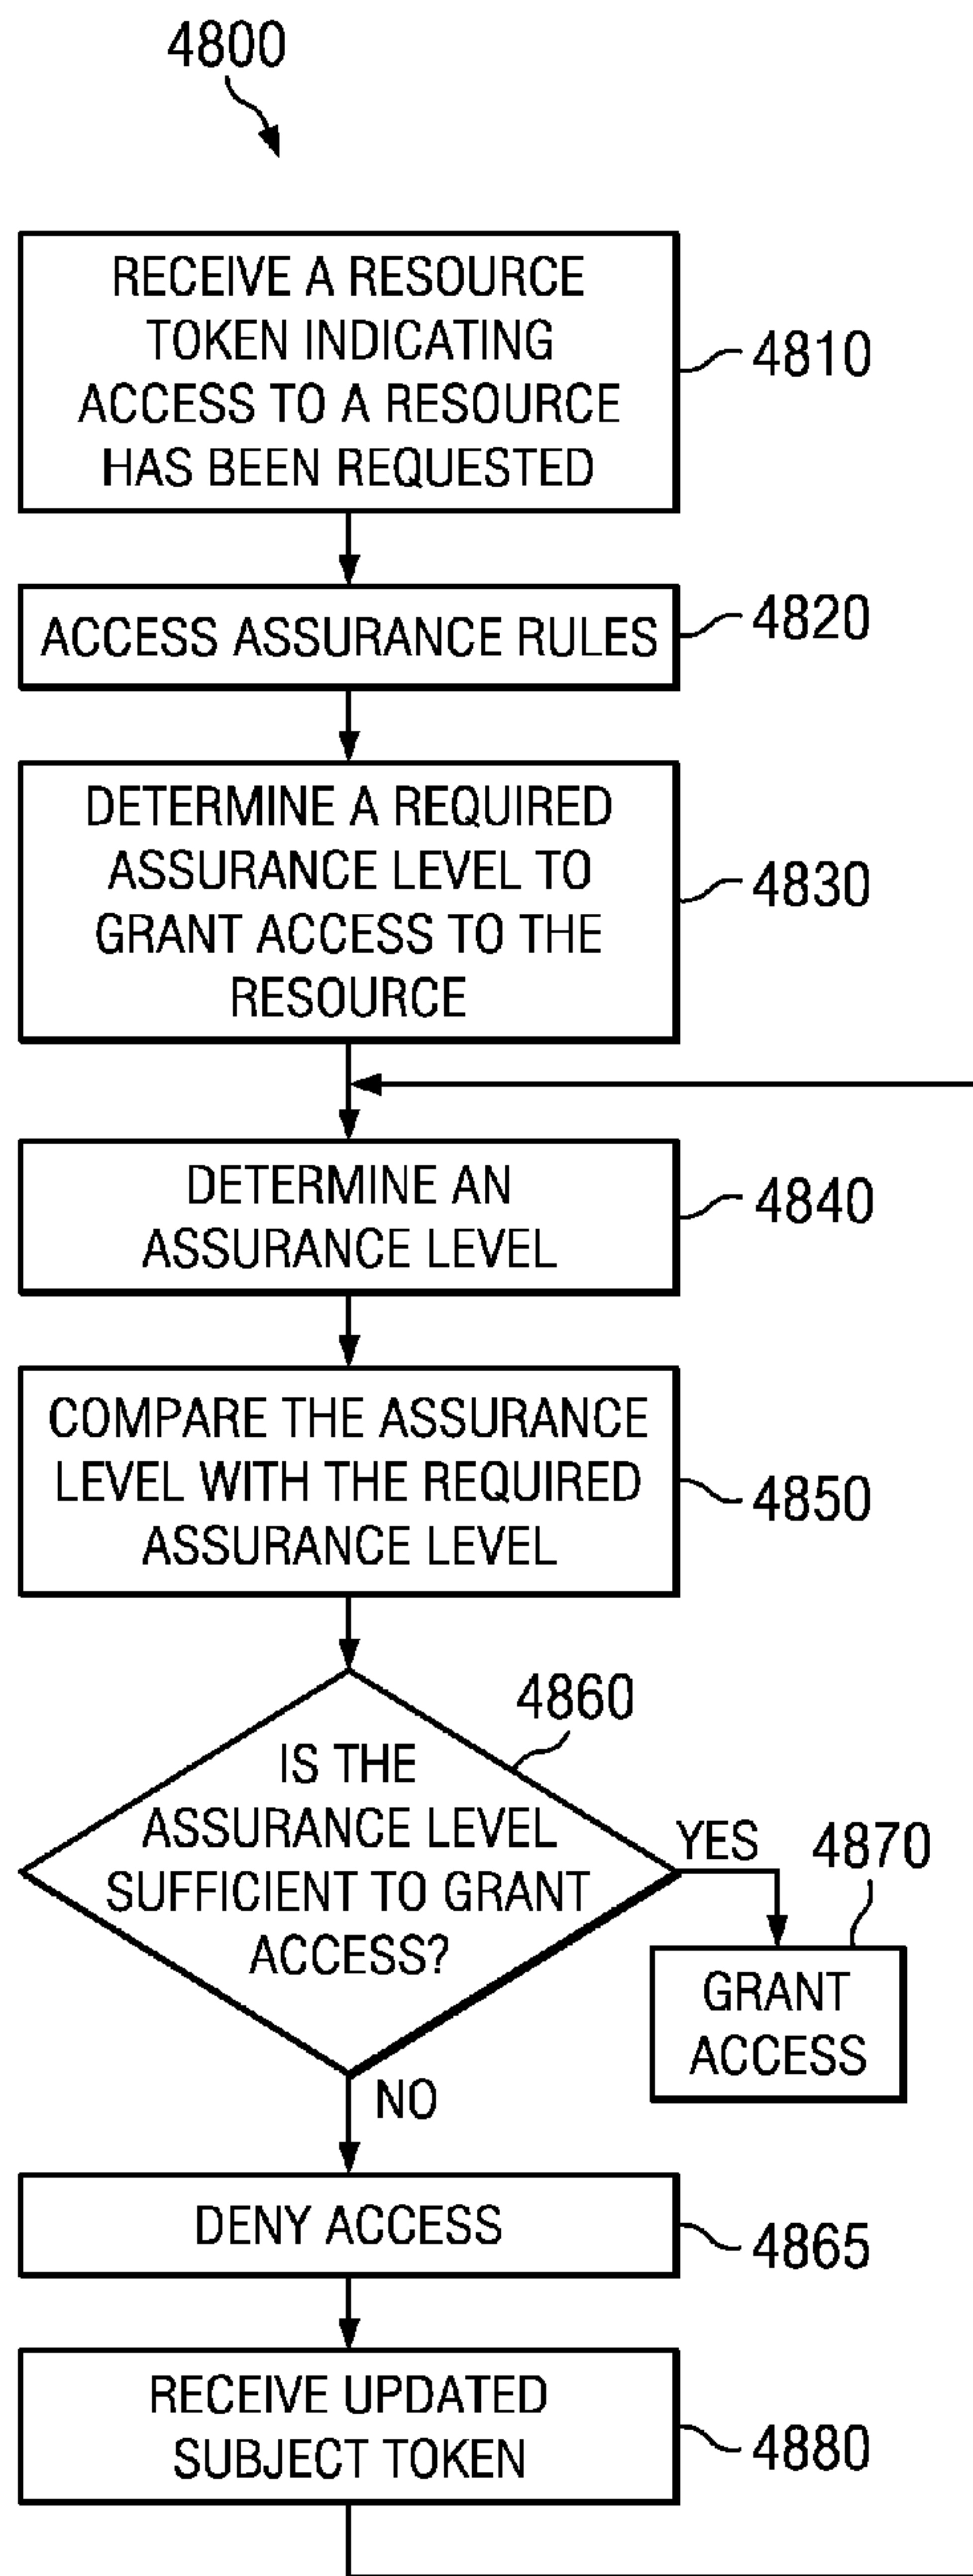 4800
RECEIVE A RESOURCE
TOKEN INDICATING
ACCESS TO A RESOURCE
HAS BEEN REQUESTED
4810
ACCESS ASSURANCE RULES
4820
DETERMINE A REQUIRED
ASSURANCE LEVEL TO
GRANT ACCESS TO THE
RESOURCE
4830
DETERMINE AN
ASSURANCE LEVEL
4840
COMPARE THE ASSURANCE
LEVEL WITH THE REQUIRED
ASSURANCE LEVEL
4850
4860
IS THE
ASSURANCE LEVEL
SUFFICIENT TO GRANT
ACCESS?
YES
4870
GRANT
ACCESS
NO
DENY ACCESS
4865
RECEIVE UPDATED
SUBJECT TOKEN
4880